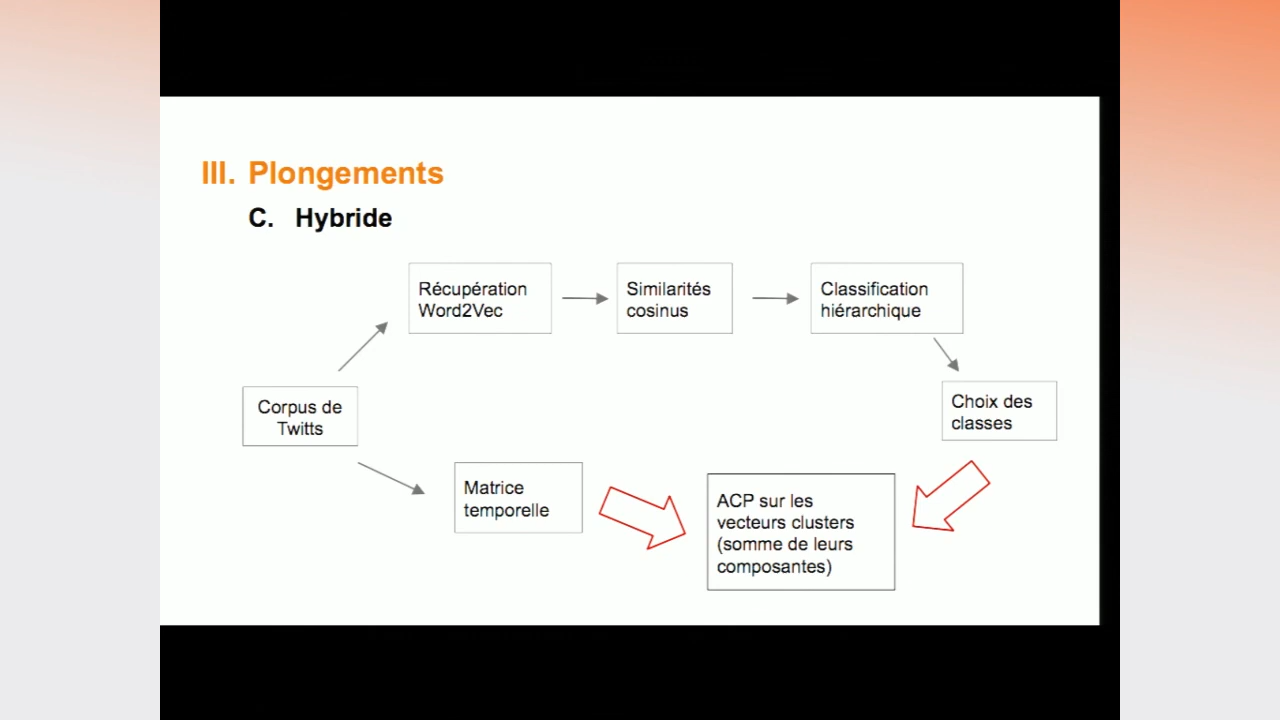 III. Plongements
C. Hybride
Récupération
Word2Vec
Similarités
cosinus
Classification
hiérarchique
Corpus de
Twitts
Choix des
classes
Matrice
temporelle
ACP sur les
vecteurs clusters
(somme de leurs
composantes)